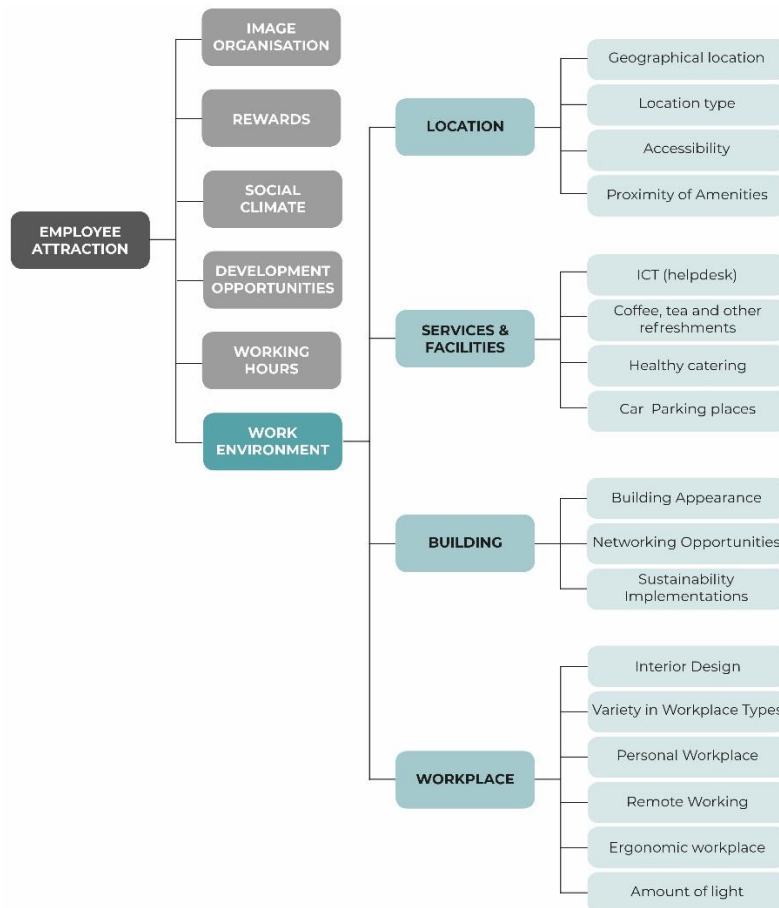 IMAGE
ORGANISATION
REWARDS
SOCIAL
CLIMATE
EMPLOYEE
ATTRACTION
DEVELOPMENT
OPPORTUNITIES
WORKING
HOURS
WORK
ENVIRONMENT
LOCATION
Geographical location
Location type
Accessibility
Proximity of Amenities
SERVICES &
FACILITIES
ICT (helpdesk)
Coffee, tea and other
refreshments
Healthy catering
Car Parking places
BUILDING
Building Appearance
Networking Opportunities
Sustainability
Implementations
WORKPLACE
Interior Design
Variety in Workplace Types
Personal Workplace
Remote Working
Ergonomic workplace
Amount of light